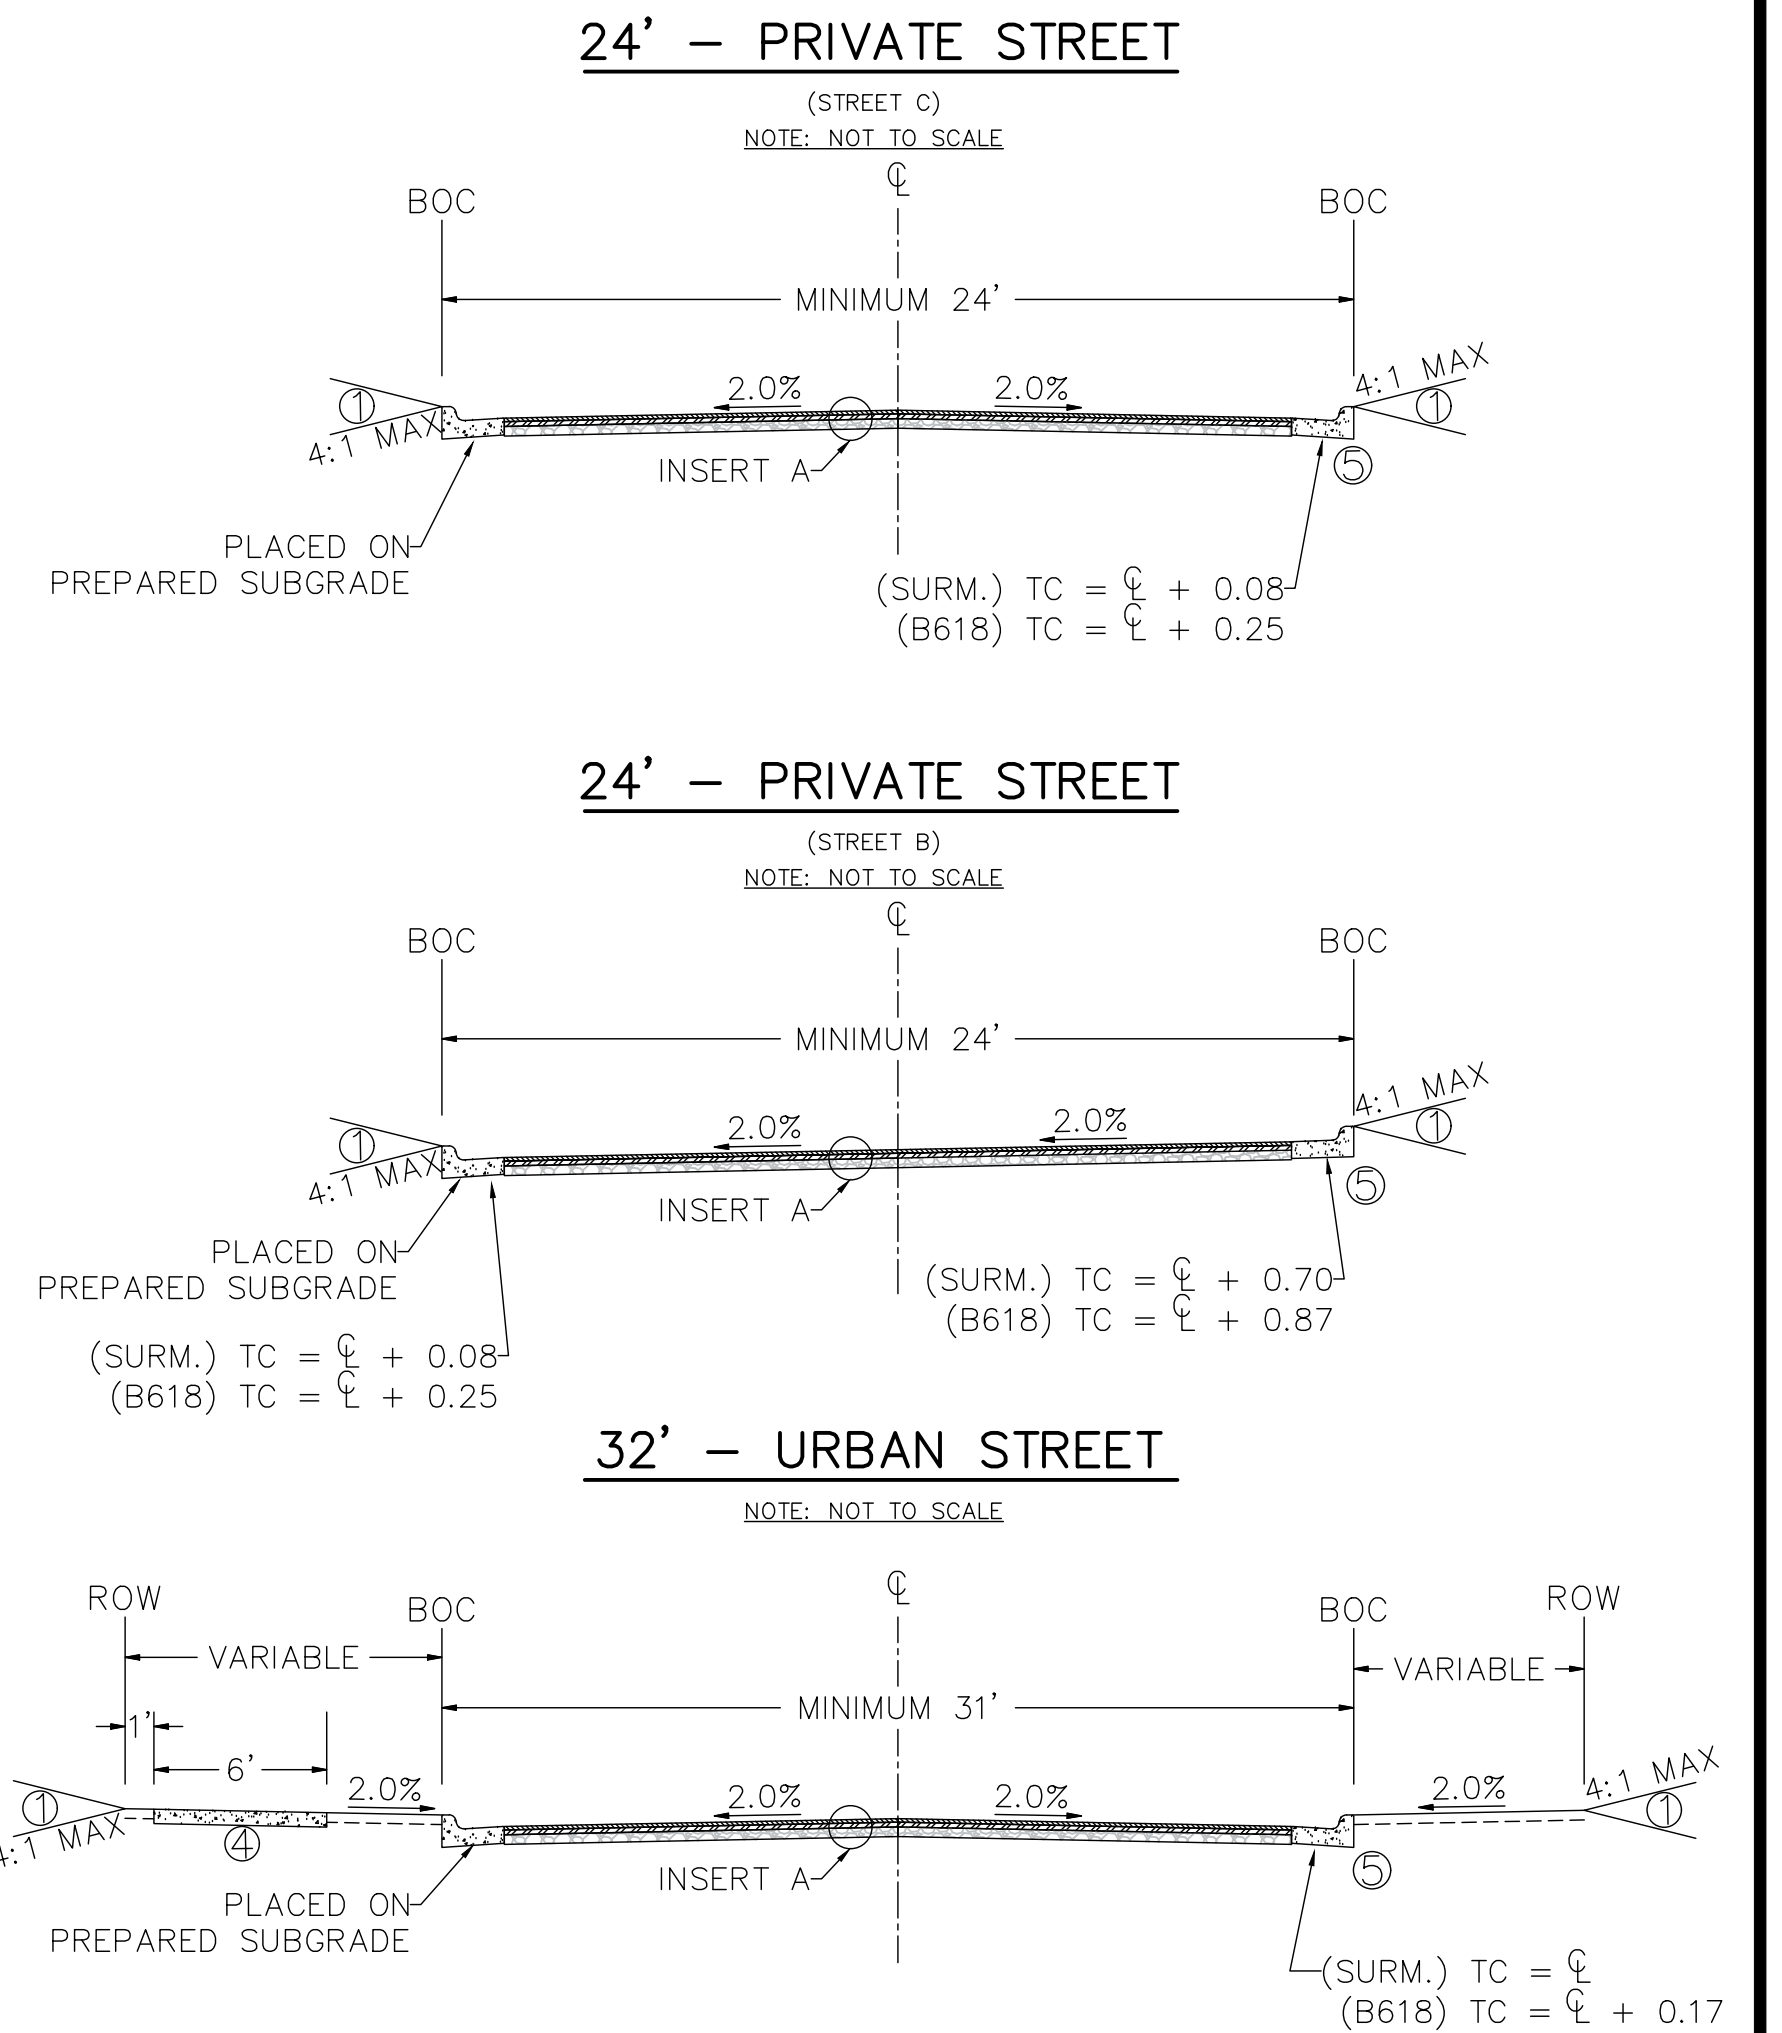 24' – PRIVATE STREET
(STREET C)
NOTE: NOT TO SCALE
℄
BOC
BOC
MINIMUM 24'
2.0%
2.0%
4:1 MAX
①
①
4:1 MAX
INSERT A
⑤
PLACED ON
PREPARED SUBGRADE
(SURM.) TC = ℄ + 0.08
(B618) TC = ℄ + 0.25
24' – PRIVATE STREET
(STREET B)
NOTE: NOT TO SCALE
℄
BOC
BOC
MINIMUM 24'
4:1 MAX
2.0%
2.0%
①
①
4:1 MAX
INSERT A
⑤
PLACED ON
PREPARED SUBGRADE
(SURM.) TC = ℄ + 0.70
(B618) TC = ℄ + 0.87
(SURM.) TC = ℄ + 0.08
(B618) TC = ℄ + 0.25
32' – URBAN STREET
NOTE: NOT TO SCALE
℄
ROW
BOC
BOC
ROW
VARIABLE
VARIABLE
MINIMUM 31'
1'
6'
2.0%
2.0%
2.0%
2.0%
4:1 MAX
①
①
4:1 MAX
④
INSERT A
⑤
PLACED ON
PREPARED SUBGRADE
(SURM.) TC = ℄
(B618) TC = ℄ + 0.17